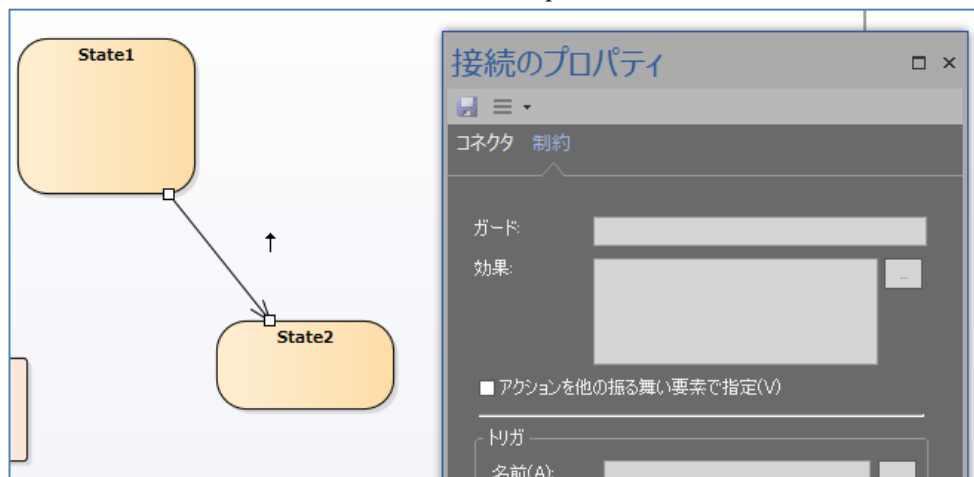 State1
State2
接続のプロパティ
コネクタ 制約
ガード:
効果:
...
アクションを他の振る舞い要素で指定(V)
トリガ
名前(A):